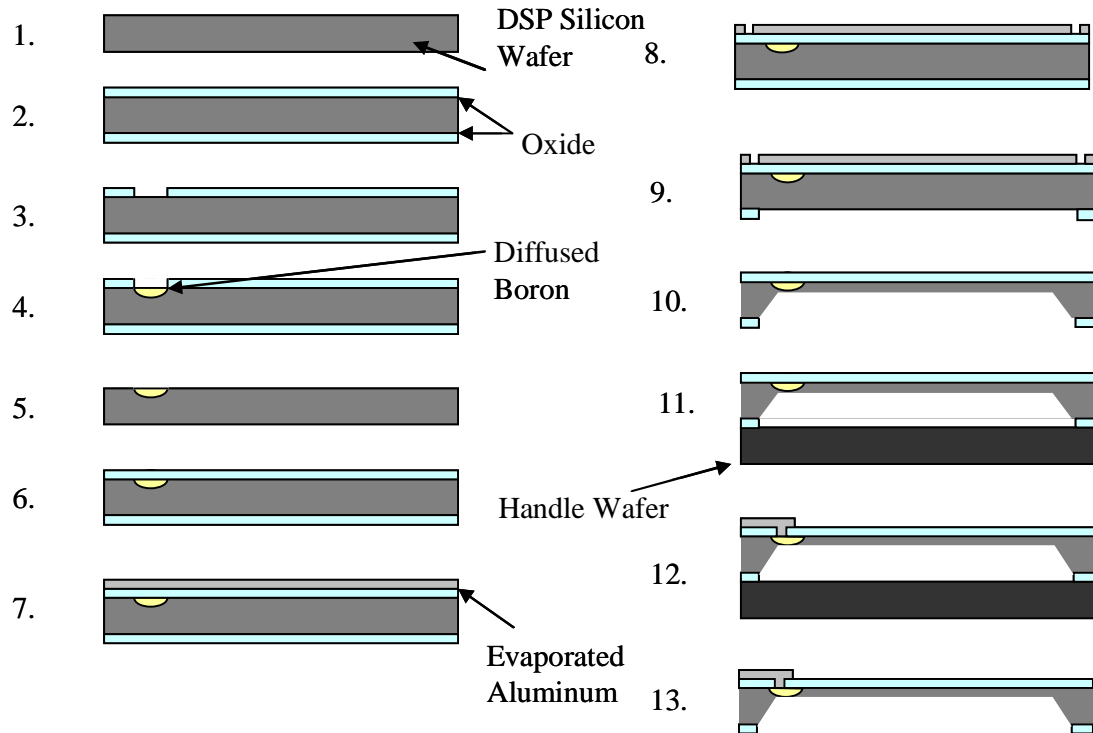 1.
DSP Silicon
Wafer
2.
Oxide
3.
4.
Diffused
Boron
5.
6.
7.
Evaporated
Aluminum
8.
9.
10.
11.
Handle Wafer
12.
13.